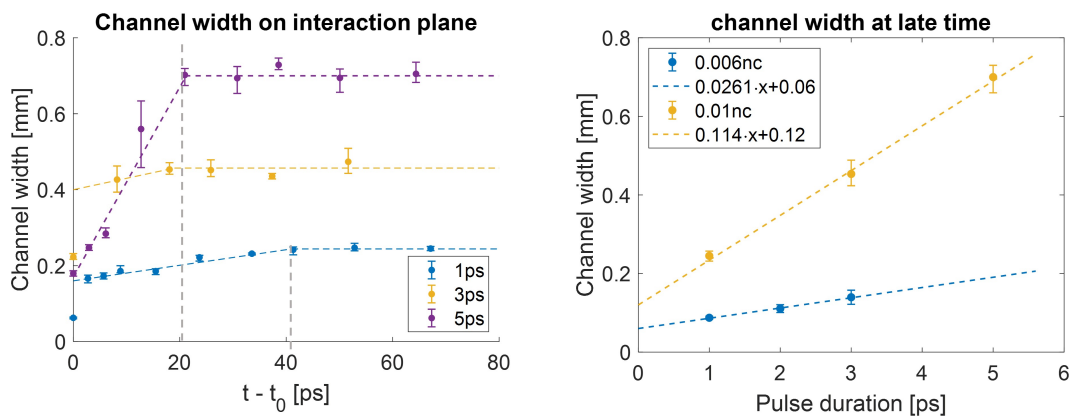 Channel width on interaction plane
0.8
0.6
0.4
0.2
0
Channel width [mm]
0
20
40
60
80
t - t0 [ps]
1ps
3ps
5ps
channel width at late time
0.8
0.6
0.4
0.2
0
Channel width [mm]
0
1
2
3
4
5
6
Pulse duration [ps]
0.006nc
0.0261·x+0.06
0.01nc
0.114·x+0.12